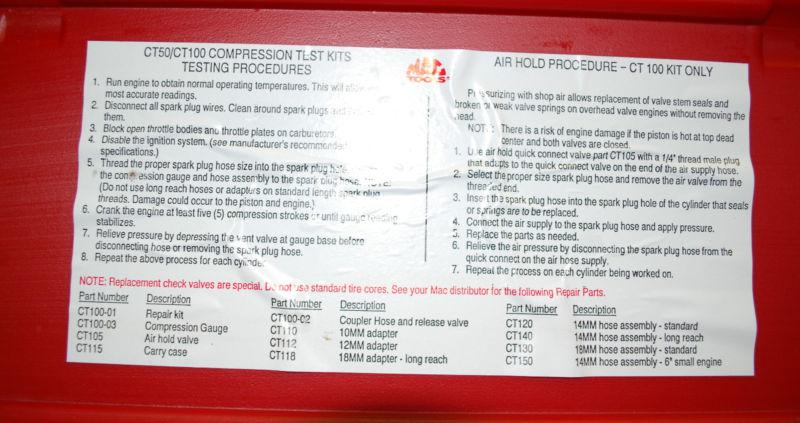 CT50/CT100 COMPRESSION TEST KITS
TESTING PROCEDURES
1. Run engine to obtain normal operating temperatures. This will allow
most accurate readings.
2. Disconnect all spark plug wires. Clean around spark plugs and
them.
3. Block open throttle bodies and throttle plates on carburetors.
4. Disable the ignition system. (see manufacturer's recommended
specifications.)
5. Thread the proper spark plug hose size into the spark plug hole.
the compression gauge and hose assembly to the spark plug hose. NOTE:
(Do not use long reach hoses or adapters on standard length spark plug
threads. Damage could occur to the piston and engine.)
6. Crank the engine at least five (5) compression strokes or until gauge reading
stabilizes.
7. Relieve pressure by depressing the vent valve at gauge base before
disconnecting hose or removing the spark plug hose.
8. Repeat the above process for each cylinder.
MAC
TOOLS
AIR HOLD PROCEDURE – CT 100 KIT ONLY
Pressurizing with shop air allows replacement of valve stem seals and
broken or weak valve springs on overhead valve engines without removing the
head.
NOTE: There is a risk of engine damage if the piston is hot at top dead
center and both valves are closed.
1. Use air hold quick connect valve part CT105 with a 1/4" thread male plug
that adapts to the quick connect valve on the end of the air supply hose.
2. Select the proper size spark plug hose and remove the air valve from the
threaded end.
3. Insert the spark plug hose into the spark plug hole of the cylinder that seals
or springs are to be replaced.
4. Connect the air supply to the spark plug hose and apply pressure.
5. Replace the parts as needed.
6. Relieve the air pressure by disconnecting the spark plug hose from the
quick connect on the air hose supply.
7. Repeat the process on each cylinder being worked on.
NOTE: Replacement check valves are special. Do not use standard tire cores. See your Mac distributor for the following Repair Parts.
Part Number Description
CT100-01 Repair kit
CT100-03 Compression Gauge
CT105 Air hold valve
CT115 Carry case
Part Number Description
CT100-02 Coupler Hose and release valve
CT110 10MM adapter
CT112 12MM adapter
CT118 18MM adapter - long reach
Part Number Description
CT120 14MM hose assembly - standard
CT140 14MM hose assembly - long reach
CT130 18MM hose assembly - standard
CT150 14MM hose assembly - 6" small engine